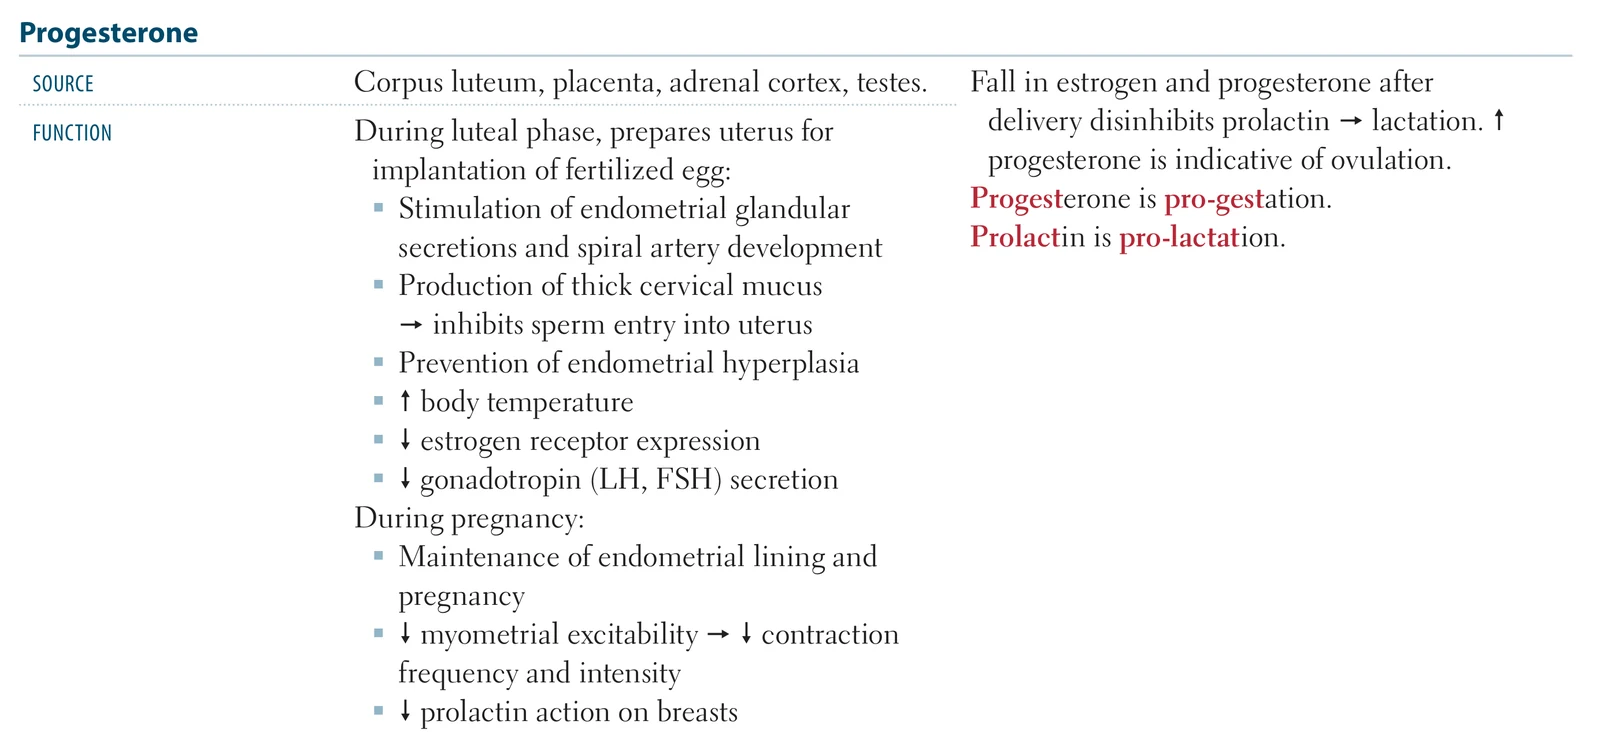 Progesterone
SOURCE
Corpus luteum, placenta, adrenal cortex, testes.
FUNCTION
During luteal phase, prepares uterus for
implantation of fertilized egg:
▪ Stimulation of endometrial glandular
secretions and spiral artery development
▪ Production of thick cervical mucus
→ inhibits sperm entry into uterus
▪ Prevention of endometrial hyperplasia
▪ ↑ body temperature
▪ ↓ estrogen receptor expression
▪ ↓ gonadotropin (LH, FSH) secretion
During pregnancy:
▪ Maintenance of endometrial lining and
pregnancy
▪ ↓ myometrial excitability → ↓ contraction
frequency and intensity
▪ ↓ prolactin action on breasts
Fall in estrogen and progesterone after
delivery disinhibits prolactin → lactation. ↑
progesterone is indicative of ovulation.
Progesterone is pro-gestation.
Prolactin is pro-lactation.